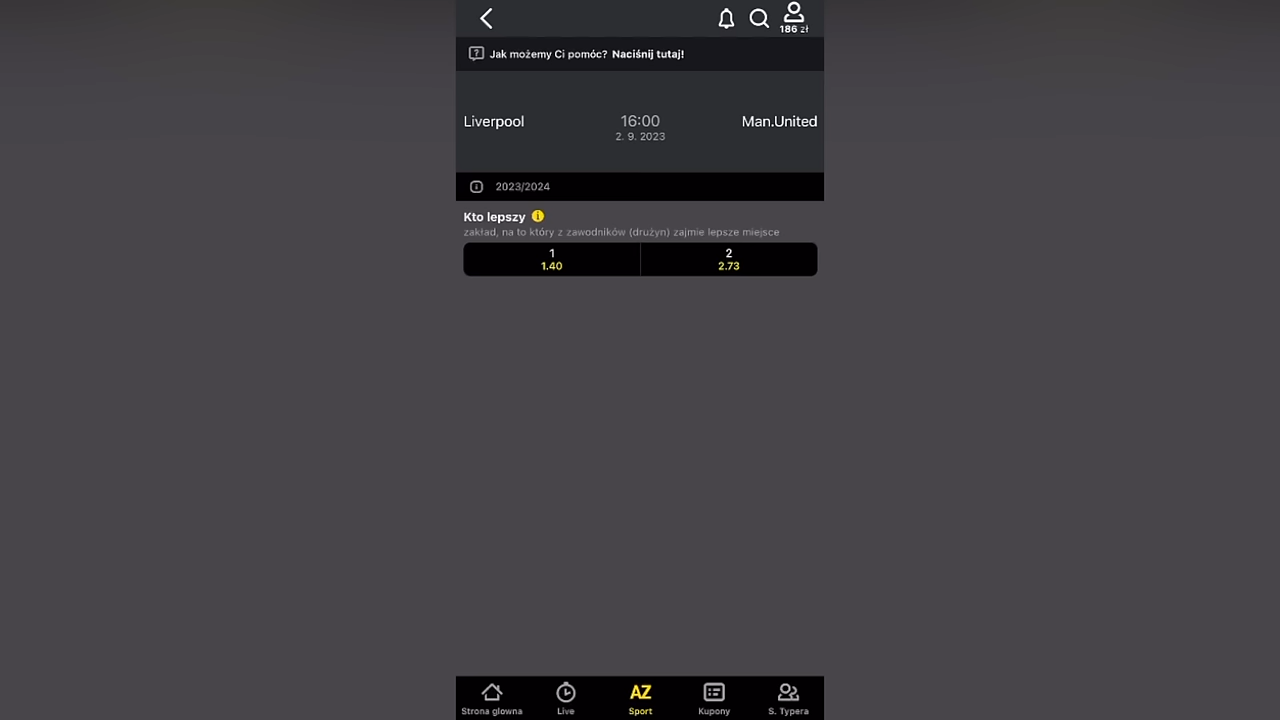 186 zł
Jak możemy Ci pomóc? Naciśnij tutaj!
Liverpool 16:00 Man.United
2. 9. 2023
2023/2024
Kto lepszy
zakład, na to który z zawodników (drużyn) zajmie lepsze miejsce
1 2
1.40 2.73
AZ
Strona glowna Live Sport Kupony S. Typera